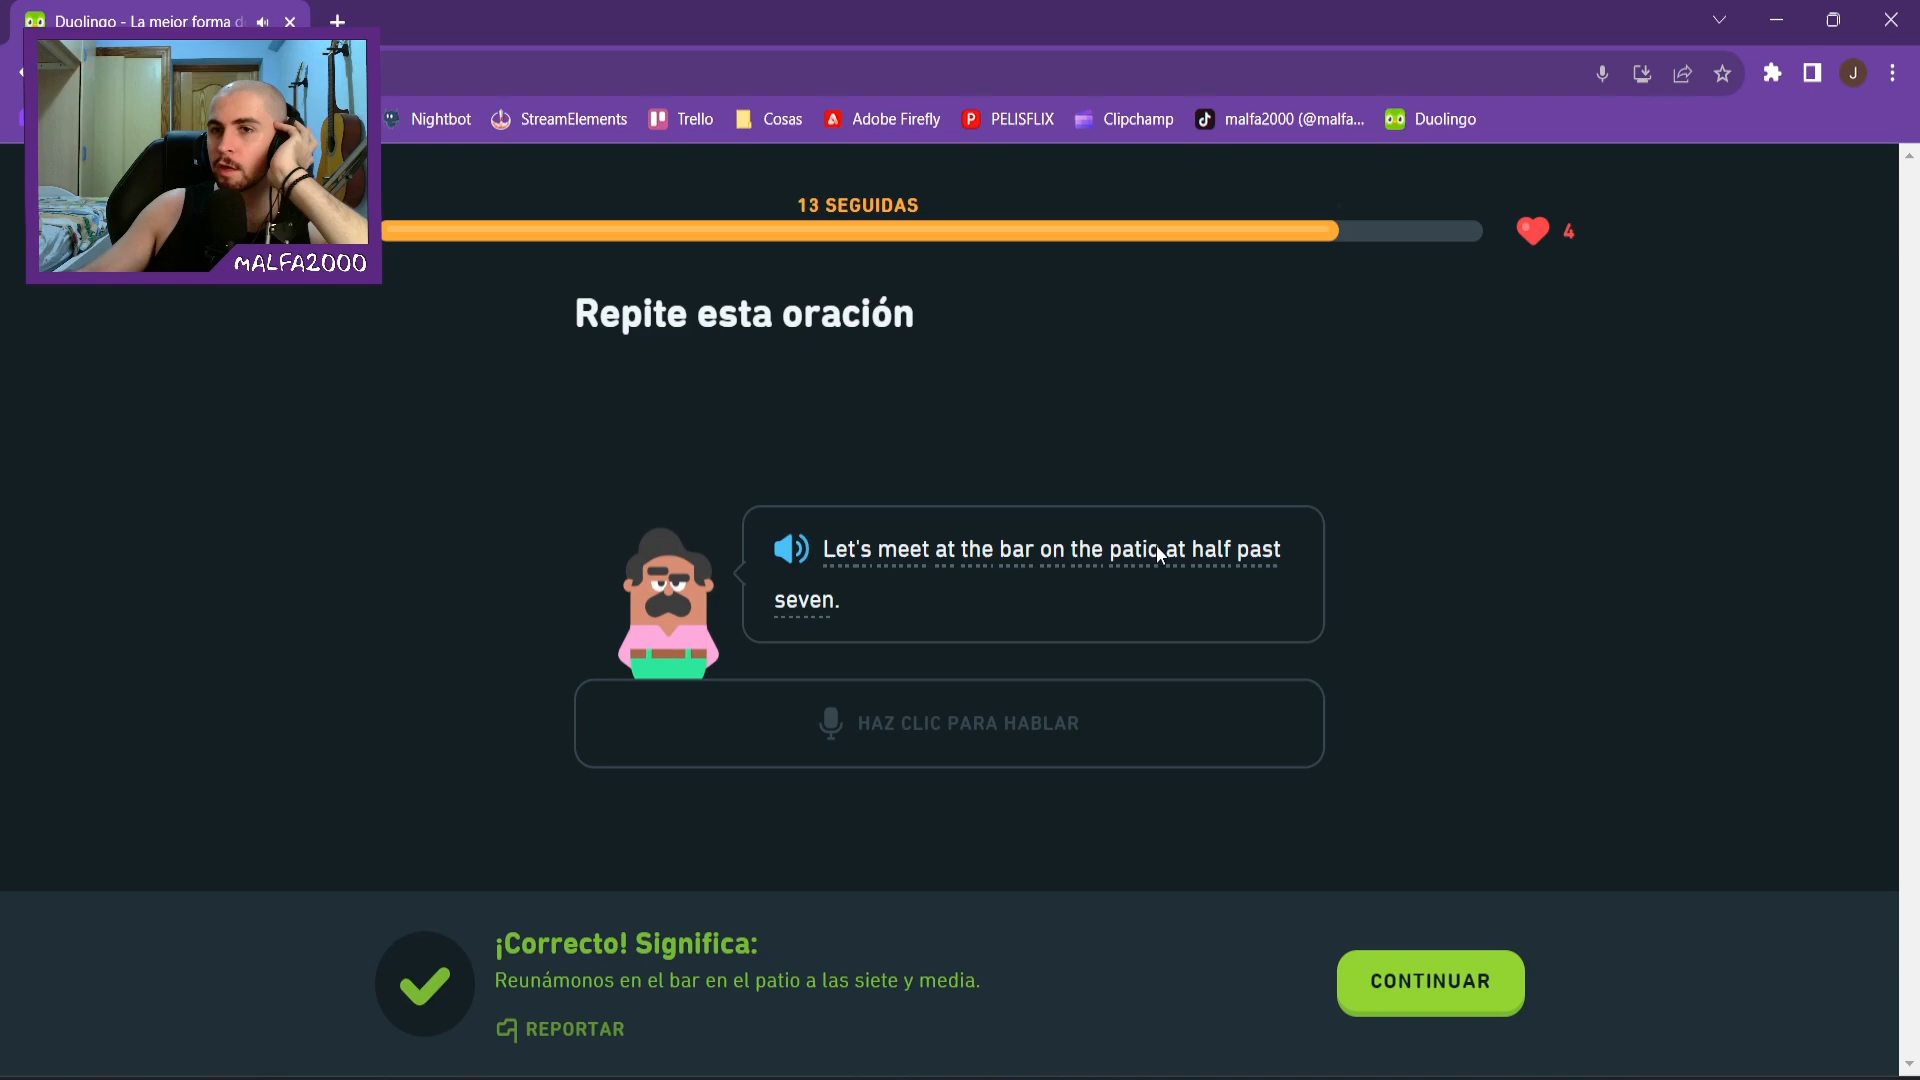 Duolingo - La mejor forma d
MALFA2000
J
Nightbot
StreamElements
Trello
Cosas
Adobe Firefly
PELISFLIX
Clipchamp
malfa2000 (@malfa...
Duolingo
13 SEGUIDAS
4
Repite esta oración
Let's meet at the bar on the patio at half past
seven.
HAZ CLIC PARA HABLAR
¡Correcto! Significa:
Reunámonos en el bar en el patio a las siete y media.
REPORTAR
CONTINUAR